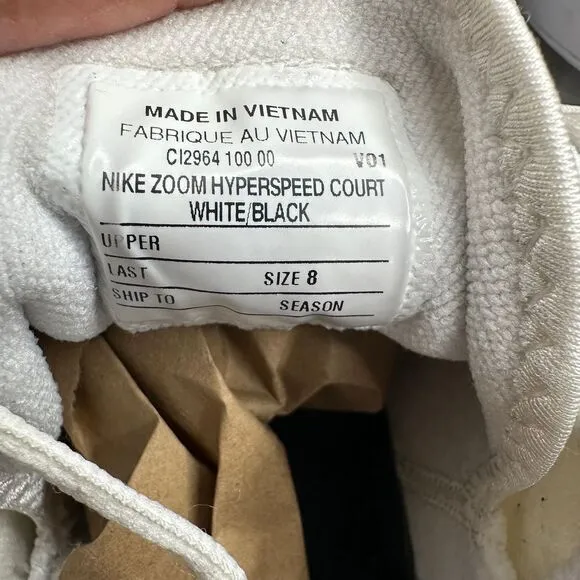 MADE IN VIETNAM
FABRIQUE AU VIETNAM
CI2964 100 00 V01
NIKE ZOOM HYPERSPEED COURT
WHITE/BLACK
UPPER
LAST SIZE 8
SHIP TO SEASON